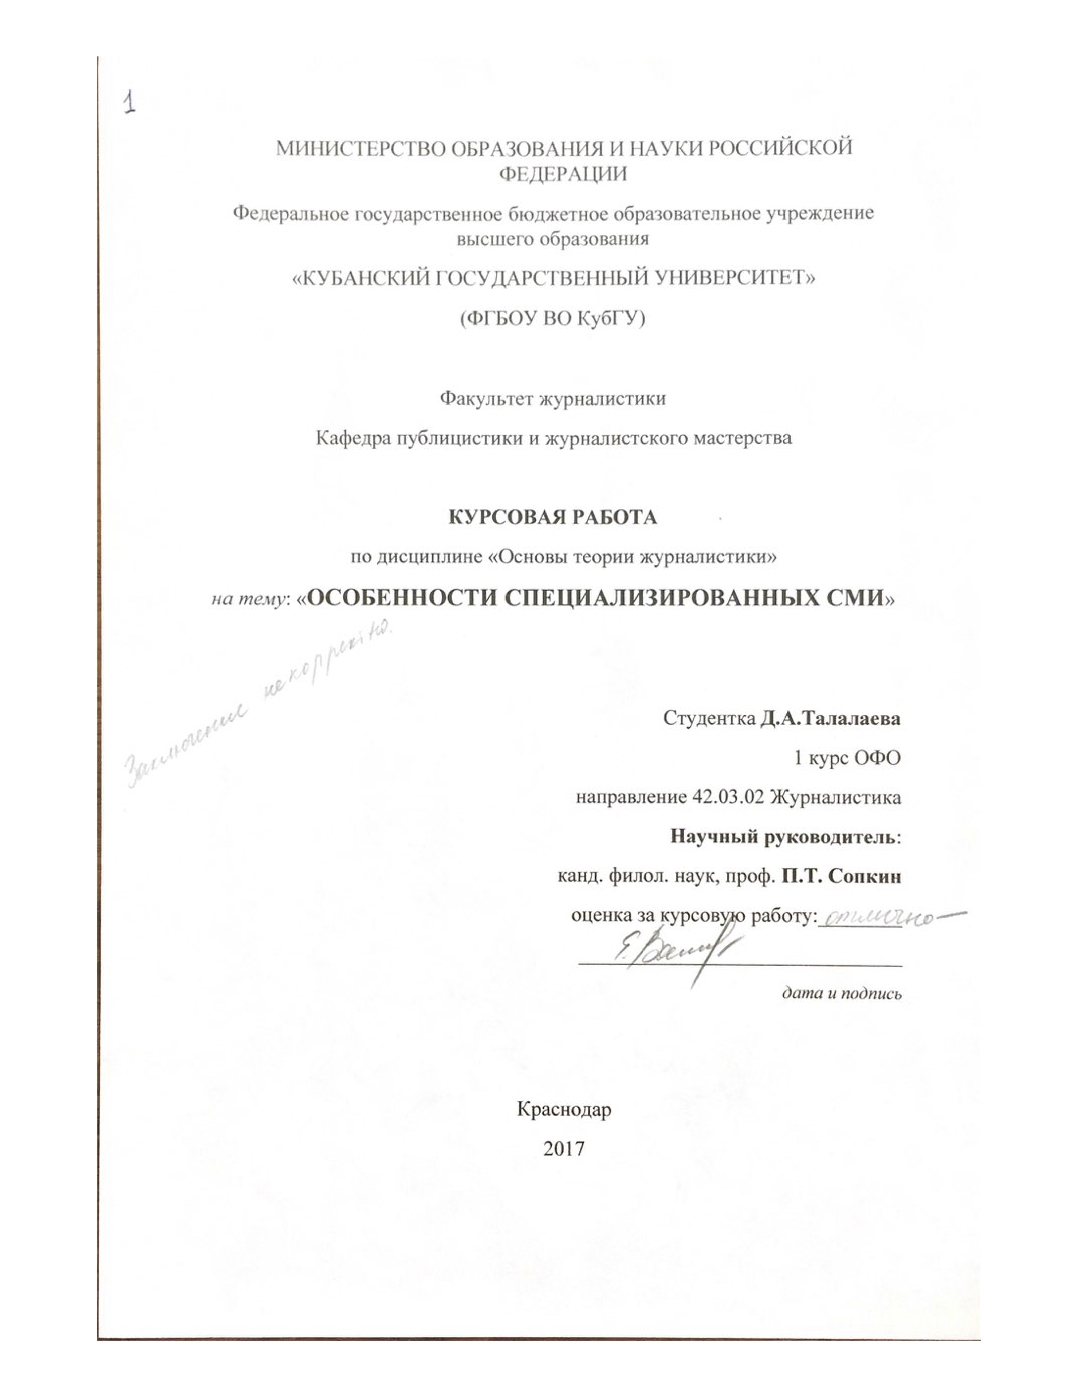 1
МИНИСТЕРСТВО ОБРАЗОВАНИЯ И НАУКИ РОССИЙСКОЙ
ФЕДЕРАЦИИ
Федеральное государственное бюджетное образовательное учреждение
высшего образования
«КУБАНСКИЙ ГОСУДАРСТВЕННЫЙ УНИВЕРСИТЕТ»
(ФГБОУ ВО КубГУ)
Факультет журналистики
Кафедра публицистики и журналистского мастерства
КУРСОВАЯ РАБОТА
по дисциплине «Основы теории журналистики»
на тему: «ОСОБЕННОСТИ СПЕЦИАЛИЗИРОВАННЫХ СМИ»
Заключение некорректно.
Студентка Д.А.Талалаева
1 курс ОФО
направление 42.03.02 Журналистика
Научный руководитель:
канд. филол. наук, проф. П.Т. Сопкин
оценка за курсовую работу: отлично
дата и подпись
Краснодар
2017